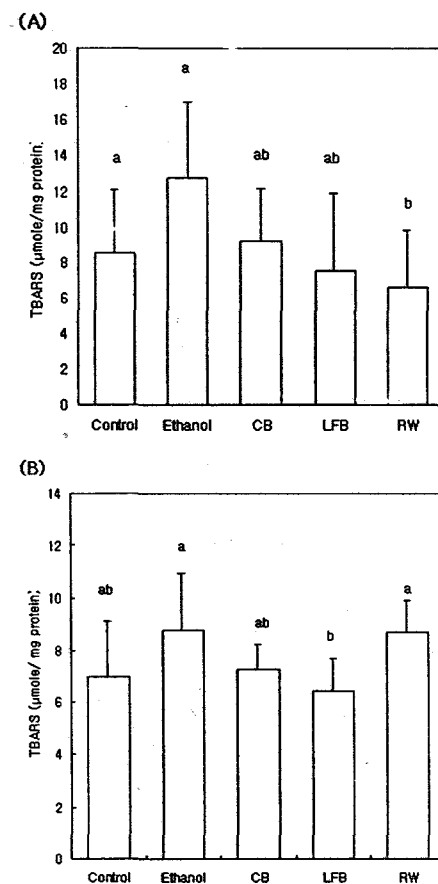 (A)
TBARS (μmole/mg protein;
20
18
16
14
12
10
8
6
4
2
0
a
a
ab
ab
b
Control Ethanol CB LFB RW
(B)
TBARS (μmole/ mg protein;
14
12
10
8
6
4
2
0
ab
a
ab
b
a
Control Ethanol CB LFB RW